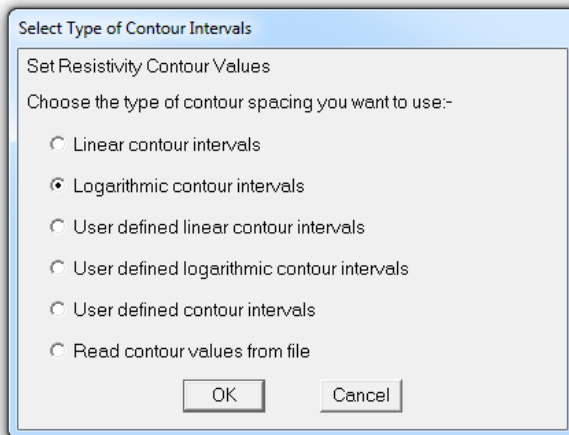 Select Type of Contour Intervals
Set Resistivity Contour Values
Choose the type of contour spacing you want to use:-
Linear contour intervals
Logarithmic contour intervals
User defined linear contour intervals
User defined logarithmic contour intervals
User defined contour intervals
Read contour values from file
OK Cancel